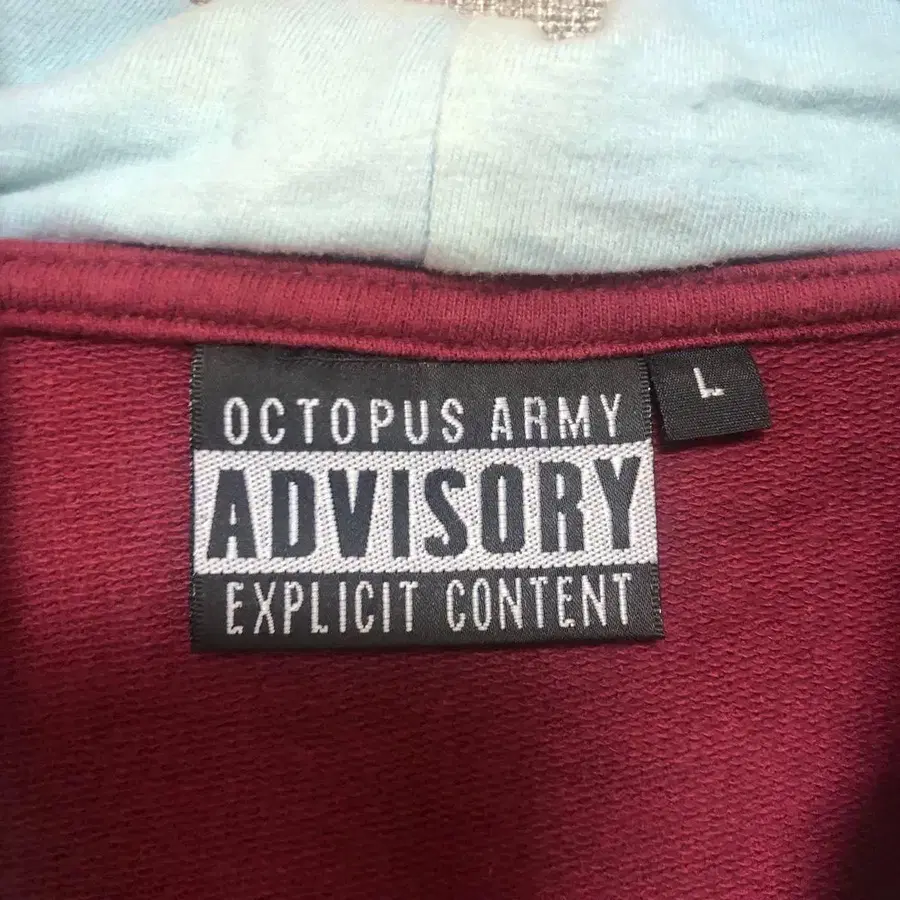 OCTOPUS ARMY
ADVISORY
EXPLICIT CONTENT
L